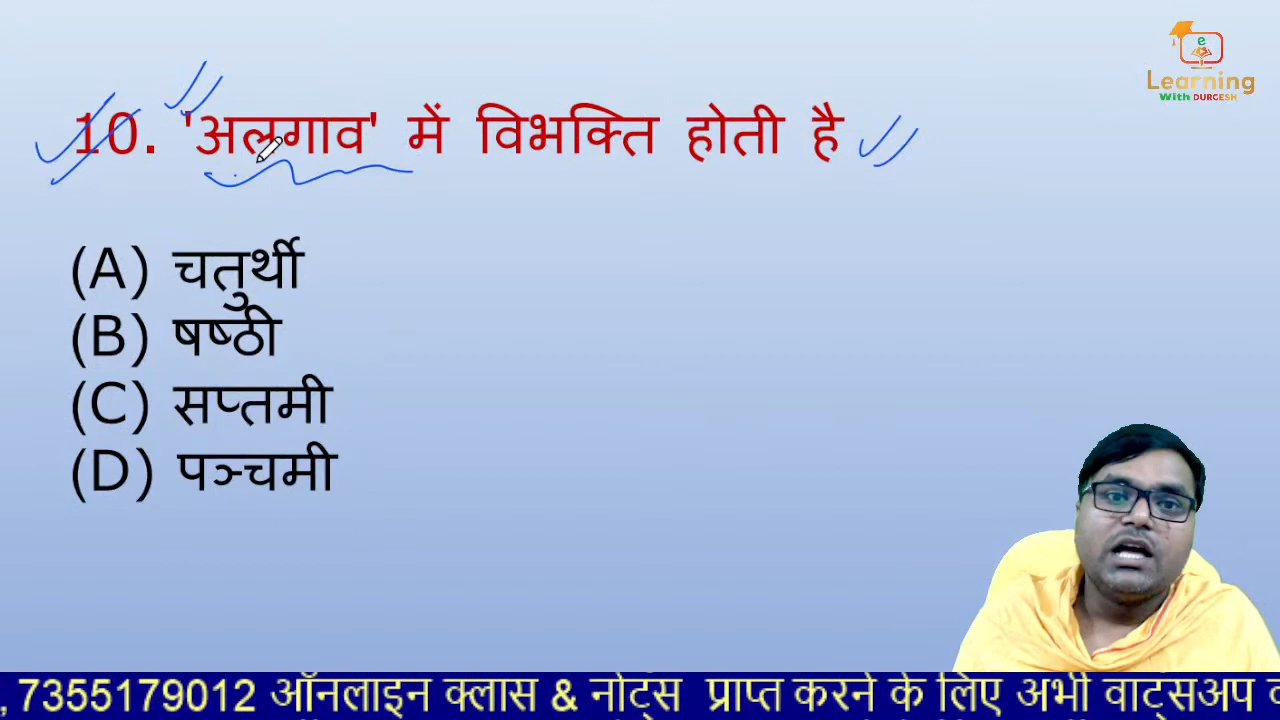 e
Learning
With DURGESH
10. 'अलगाव' में विभक्ति होती है
(A) चतुर्थी
(B) षष्ठी
(C) सप्तमी
(D) पञ्चमी
, 7355179012 ऑनलाइन क्लास & नोट्स प्राप्त करने के लिए अभी वाट्सअप